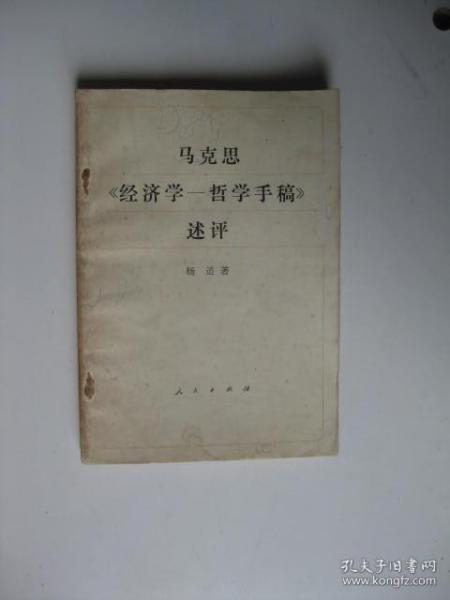 马克思
《经济学—哲学手稿》
述评
杨适著
人民出版社
孔夫子旧书网
www.kongfz.com